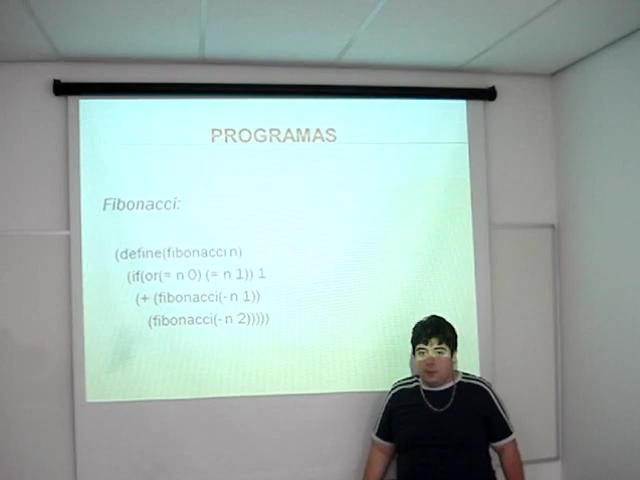 PROGRAMAS
Fibonacci:
(define(fibonacci n)
(if(or(= n 0) (= n 1)) 1
(+ (fibonacci(- n 1))
(fibonacci(- n 2)))))